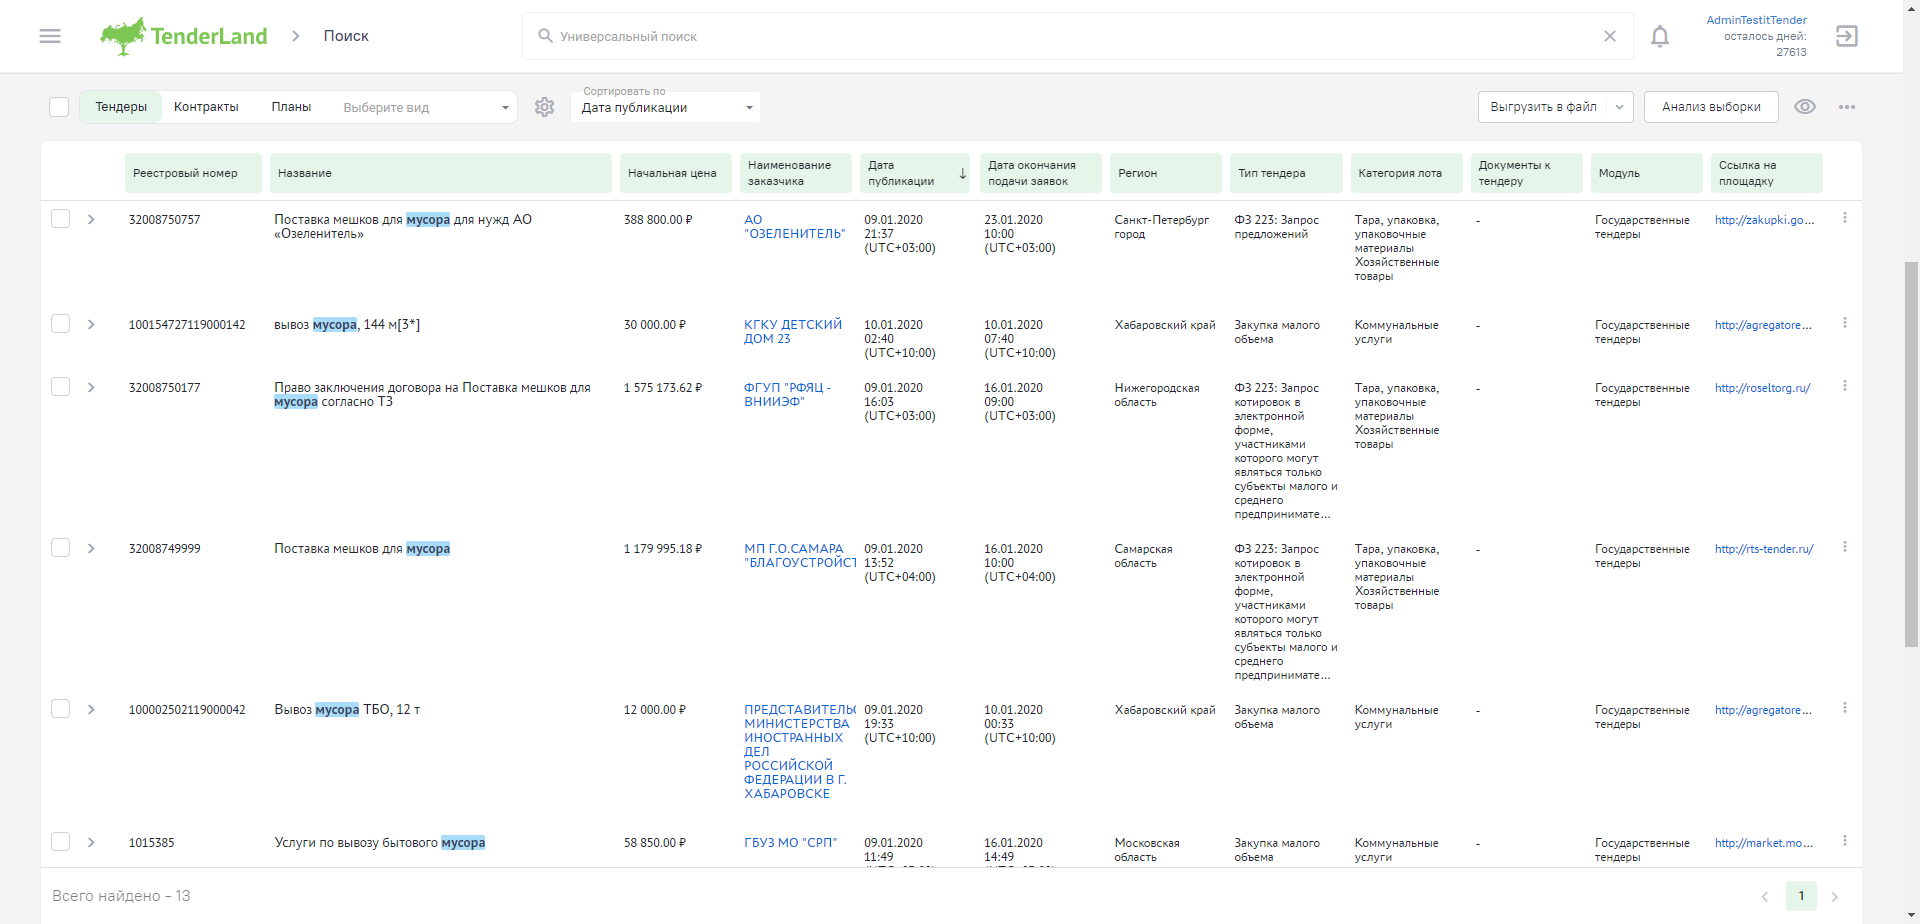 TenderLand
Поиск
Универсальный поиск
AdminTestitTender
осталось дней:
27613
Тендеры Контракты Планы Выберите вид
Сортировать по
Дата публикации
Выгрузить в файл
Анализ выборки
Реестровый номер
Название
Начальная цена
Наименование
заказчика
Дата
публикации
Дата окончания
подачи заявок
Регион
Тип тендера
Категория лота
Документы к
тендеру
Модуль
Ссылка на
площадку
32008750757
Поставка мешков для мусора для нужд АО
«Озеленитель»
388 800.00 ₽
АО
"ОЗЕЛЕНИТЕЛЬ"
09.01.2020
21:37
(UTC+03:00)
23.01.2020
10:00
(UTC+03:00)
Санкт-Петербург
город
ФЗ 223: Запрос
предложений
Тара, упаковка,
упаковочные
материалы
Хозяйственные
товары
-
Государственные
тендеры
http://zakupki.go...
100154727119000142
вывоз мусора, 144 м[3*]
30 000.00 ₽
КГКУ ДЕТСКИЙ
ДОМ 23
10.01.2020
02:40
(UTC+10:00)
10.01.2020
07:40
(UTC+10:00)
Хабаровский край
Закупка малого
объема
Коммунальные
услуги
-
Государственные
тендеры
http://agregatore...
32008750177
Право заключения договора на Поставка мешков для
мусора согласно ТЗ
1 575 173.62 ₽
ФГУП "РФЯЦ -
ВНИИЭФ"
09.01.2020
16:03
(UTC+03:00)
16.01.2020
09:00
(UTC+03:00)
Нижегородская
область
ФЗ 223: Запрос
котировок в
электронной
форме,
участниками
которого могут
являться только
субъекты малого и
среднего
предпринимате...
Тара, упаковка,
упаковочные
материалы
Хозяйственные
товары
-
Государственные
тендеры
http://roseltorg.ru/
32008749999
Поставка мешков для мусора
1 179 995.18 ₽
МП Г.О.САМАРА
"БЛАГОУСТРОЙСТ
09.01.2020
13:52
(UTC+04:00)
16.01.2020
10:00
(UTC+04:00)
Самарская
область
ФЗ 223: Запрос
котировок в
электронной
форме,
участниками
которого могут
являться только
субъекты малого и
среднего
предпринимате...
Тара, упаковка,
упаковочные
материалы
Хозяйственные
товары
-
Государственные
тендеры
http://rts-tender.ru/
100002502119000042
Вывоз мусора ТБО, 12 т
12 000.00 ₽
ПРЕДСТАВИТЕЛЬС
МИНИСТЕРСТВА
ИНОСТРАННЫХ
ДЕЛ
РОССИЙСКОЙ
ФЕДЕРАЦИИ В Г.
ХАБАРОВСКЕ
09.01.2020
19:33
(UTC+10:00)
10.01.2020
00:33
(UTC+10:00)
Хабаровский край
Закупка малого
объема
Коммунальные
услуги
-
Государственные
тендеры
http://agregatore...
1015385
Услуги по вывозу бытового мусора
58 850.00 ₽
ГБУЗ МО "СРП"
09.01.2020
11:49
16.01.2020
14:49
Московская
область
Закупка малого
объема
Коммунальные
услуги
-
Государственные
тендеры
http://market.mo...
Всего найдено - 13
1